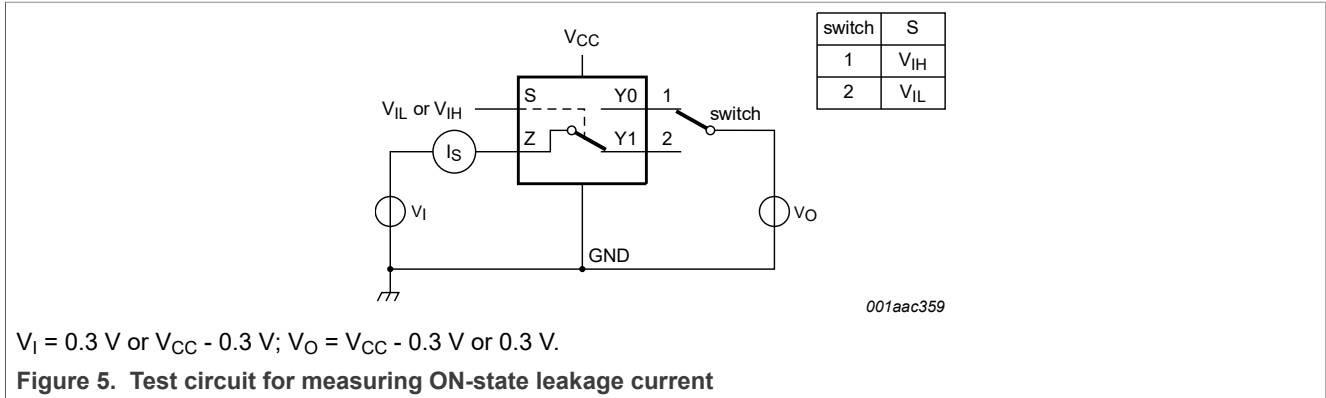 switch S
1 VIH
2 VIL
VCC
VIL or VIH
S
Y0
1
switch
Z
Y1
2
IS
VI
VO
GND
001aac359
VI = 0.3 V or VCC - 0.3 V; VO = VCC - 0.3 V or 0.3 V.
Figure 5. Test circuit for measuring ON-state leakage current